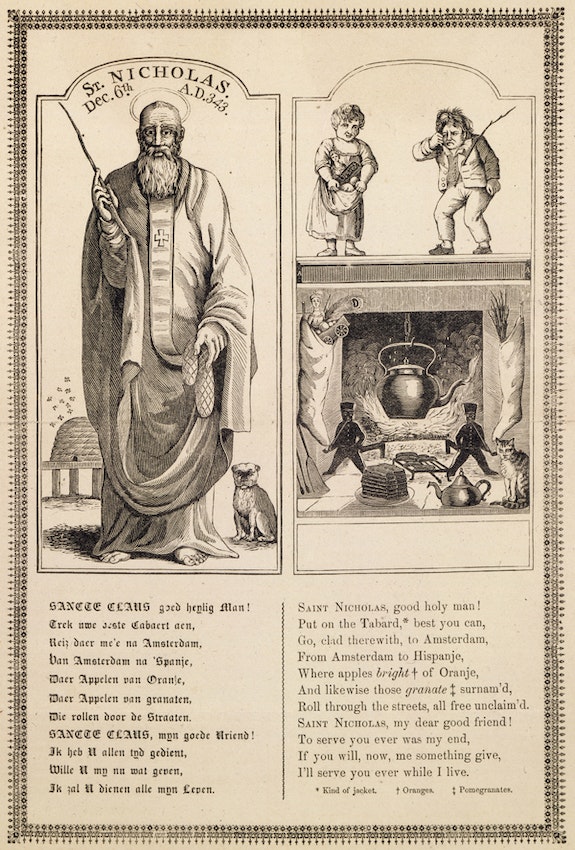 ST. NICHOLAS.
Dec. 6th A.D. 343.
D
SANCTE CLAUS goed heylig Man!
Trek uwe beste Tabaert aen,
Reiz daer me'e na Amsterdam,
Van Amsterdam na 'Spanje,
Daer Appelen van Oranje,
Daer Appelen van granaten,
Die rollen door de Straaten.
SANCTE CLAUS, myn goede Vriend!
Ik heb U allen tyd gedient,
Wille U my nu wat geven,
Ik zal U dienen alle myn Leven.
SAINT NICHOLAS, good holy man!
Put on the Tabard,* best you can,
Go, clad therewith, to Amsterdam,
From Amsterdam to Hispanje,
Where apples bright † of Oranje,
And likewise those granate ‡ surnam'd,
Roll through the streets, all free unclaim'd.
SAINT NICHOLAS, my dear good friend!
To serve you ever was my end,
If you will, now, me something give,
I'll serve you ever while I live.
* Kind of jacket. † Oranges. ‡ Pomegranates.